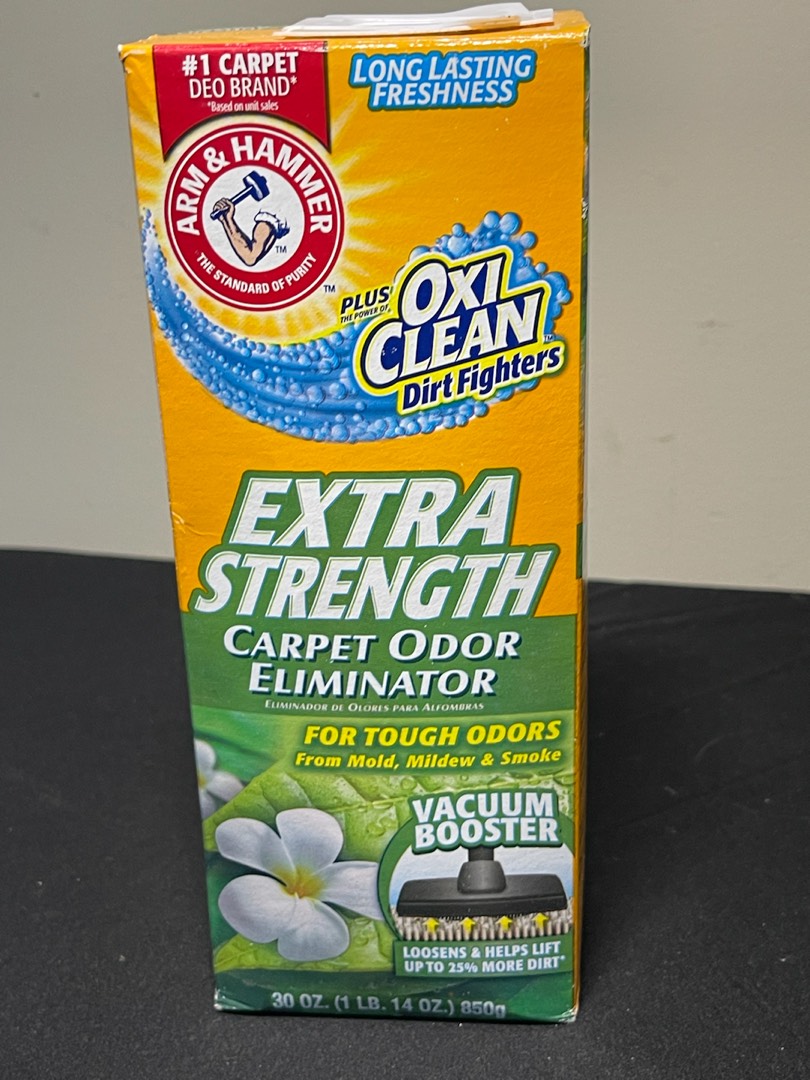 #1 CARPET
DEO BRAND*
*Based on unit sales
LONG LASTING
FRESHNESS
ARM & HAMMER
TM
THE STANDARD OF PURITY
TM
PLUS
THE POWER OF
OXI
CLEAN
TM
Dirt Fighters
EXTRA
STRENGTH
CARPET ODOR
ELIMINATOR
ELIMINADOR DE OLORES PARA ALFOMBRAS
FOR TOUGH ODORS
From Mold, Mildew & Smoke
VACUUM
BOOSTER
LOOSENS & HELPS LIFT
UP TO 25% MORE DIRT*
30 OZ. (1 LB. 14 OZ.) 850g